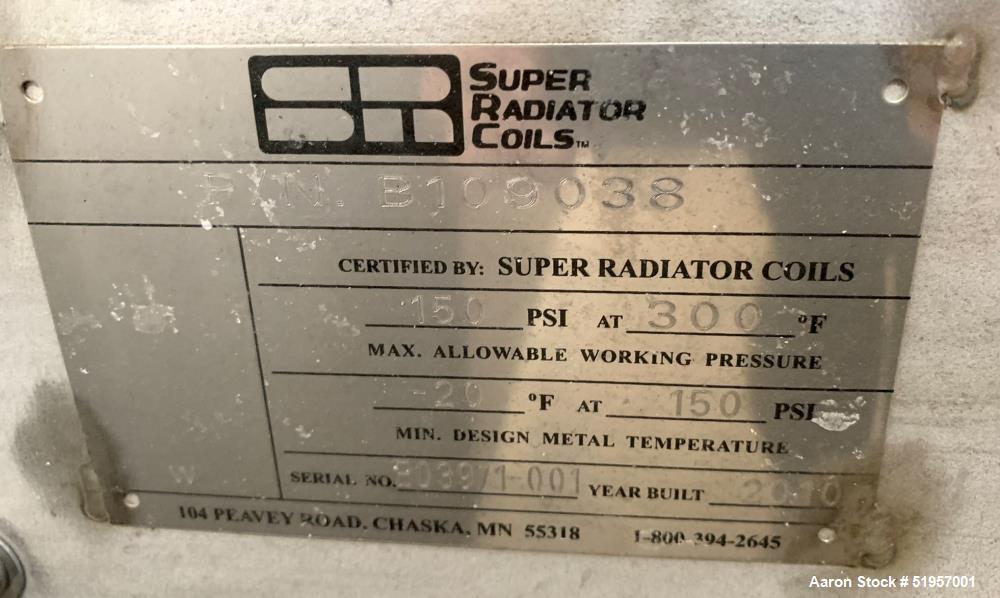 SUPER
RADIATOR
COILS™
P/N. B109038
CERTIFIED BY: SUPER RADIATOR COILS
150 PSI AT 300 °F
MAX. ALLOWABLE WORKING PRESSURE
-20 °F AT 150 PSI
MIN. DESIGN METAL TEMPERATURE
W
SERIAL NO. YEAR BUILT 2010
104 PEAVEY ROAD, CHASKA, MN 55318 1-800-394-2645
Aaron Stock # 51957001